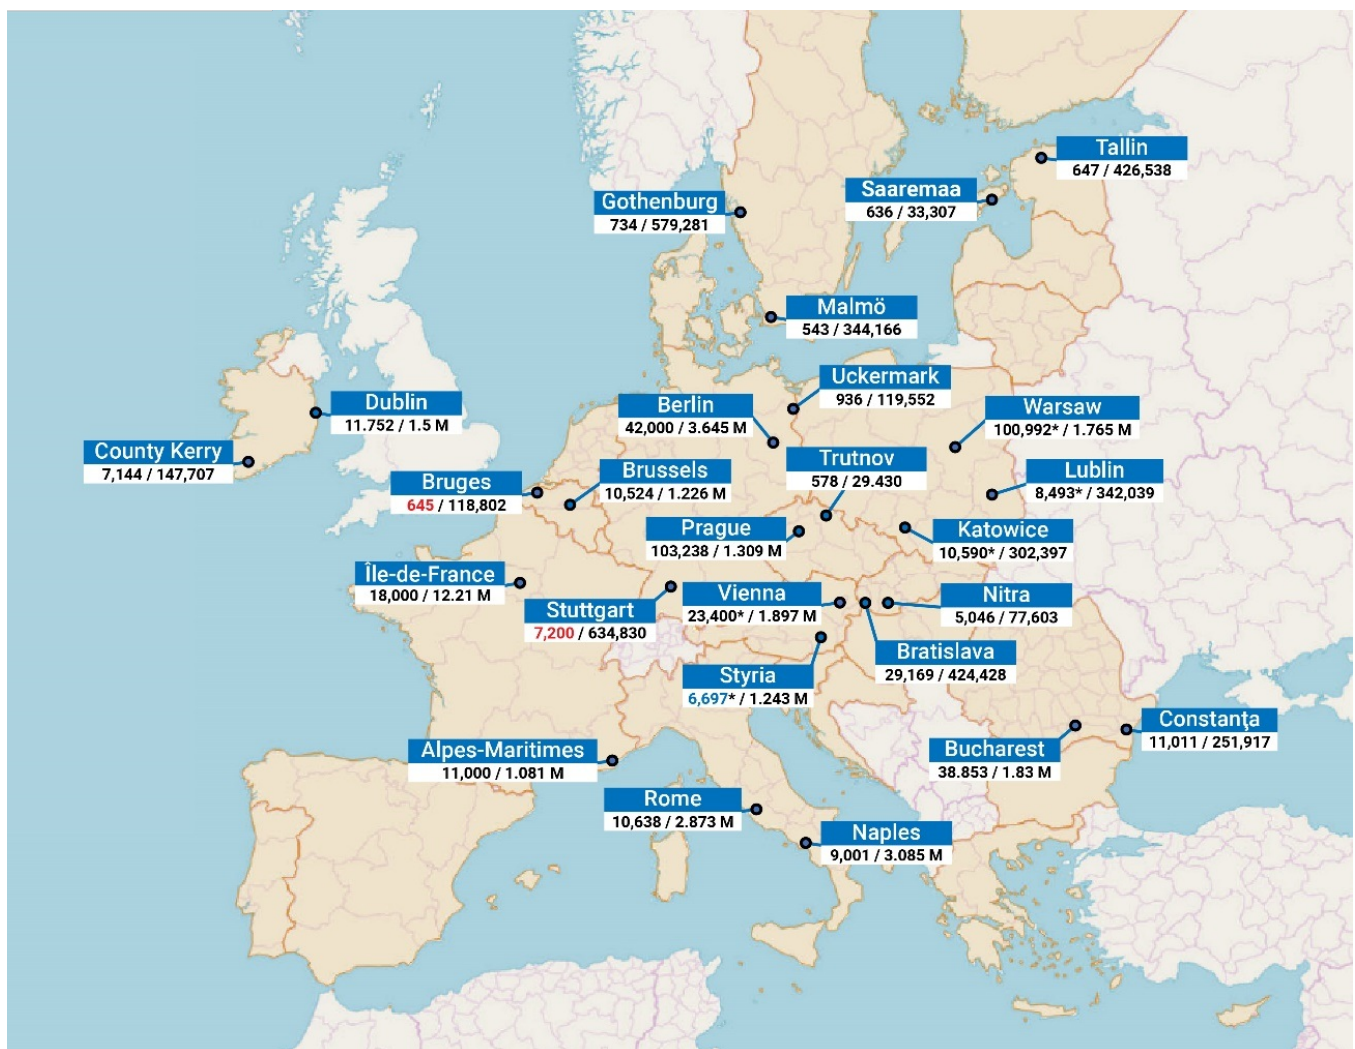 Tallin
647 / 426,538
Saaremaa
636 / 33,307
Gothenburg
734 / 579,281
Malmö
543 / 344,166
Uckermark
936 / 119,552
Dublin
11.752 / 1.5 M
Berlin
42,000 / 3.645 M
Warsaw
100,992* / 1.765 M
County Kerry
7,144 / 147,707
Bruges
645 / 118,802
Brussels
10,524 / 1.226 M
Trutnov
578 / 29.430
Lublin
8,493* / 342,039
Prague
103,238 / 1.309 M
Katowice
10,590* / 302,397
Île-de-France
18,000 / 12.21 M
Stuttgart
7,200 / 634,830
Vienna
23,400* / 1.897 M
Nitra
5,046 / 77,603
Bratislava
29,169 / 424,428
Styria
6,697* / 1.243 M
Constanţa
11,011 / 251,917
Bucharest
38.853 / 1.83 M
Alpes-Maritimes
11,000 / 1.081 M
Rome
10,638 / 2.873 M
Naples
9,001 / 3.085 M